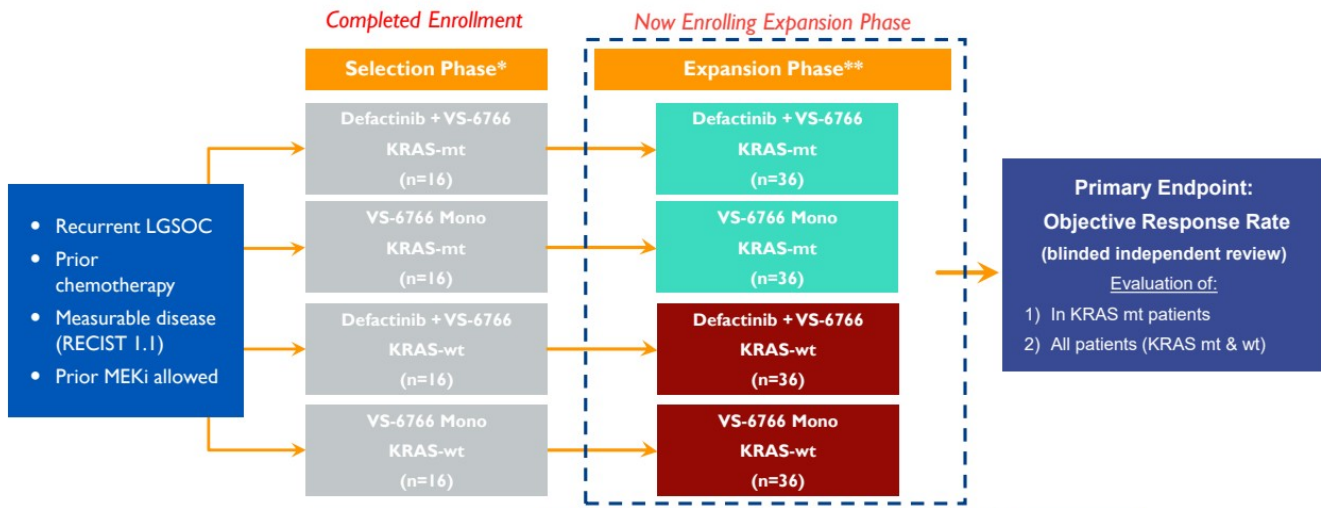 Completed Enrollment
Now Enrolling Expansion Phase
Selection Phase*
Expansion Phase**
• Recurrent LGSOC
• Prior
chemotherapy
• Measurable disease
(RECIST 1.1)
• Prior MEKi allowed
Defactinib + VS-6766
KRAS-mt
(n=16)
VS-6766 Mono
KRAS-mt
(n=16)
Defactinib + VS-6766
KRAS-wt
(n=16)
VS-6766 Mono
KRAS-wt
(n=16)
Defactinib + VS-6766
KRAS-mt
(n=36)
VS-6766 Mono
KRAS-mt
(n=36)
Defactinib + VS-6766
KRAS-wt
(n=36)
VS-6766 Mono
KRAS-wt
(n=36)
Primary Endpoint:
Objective Response Rate
(blinded independent review)
Evaluation of:
1) In KRAS mt patients
2) All patients (KRAS mt & wt)